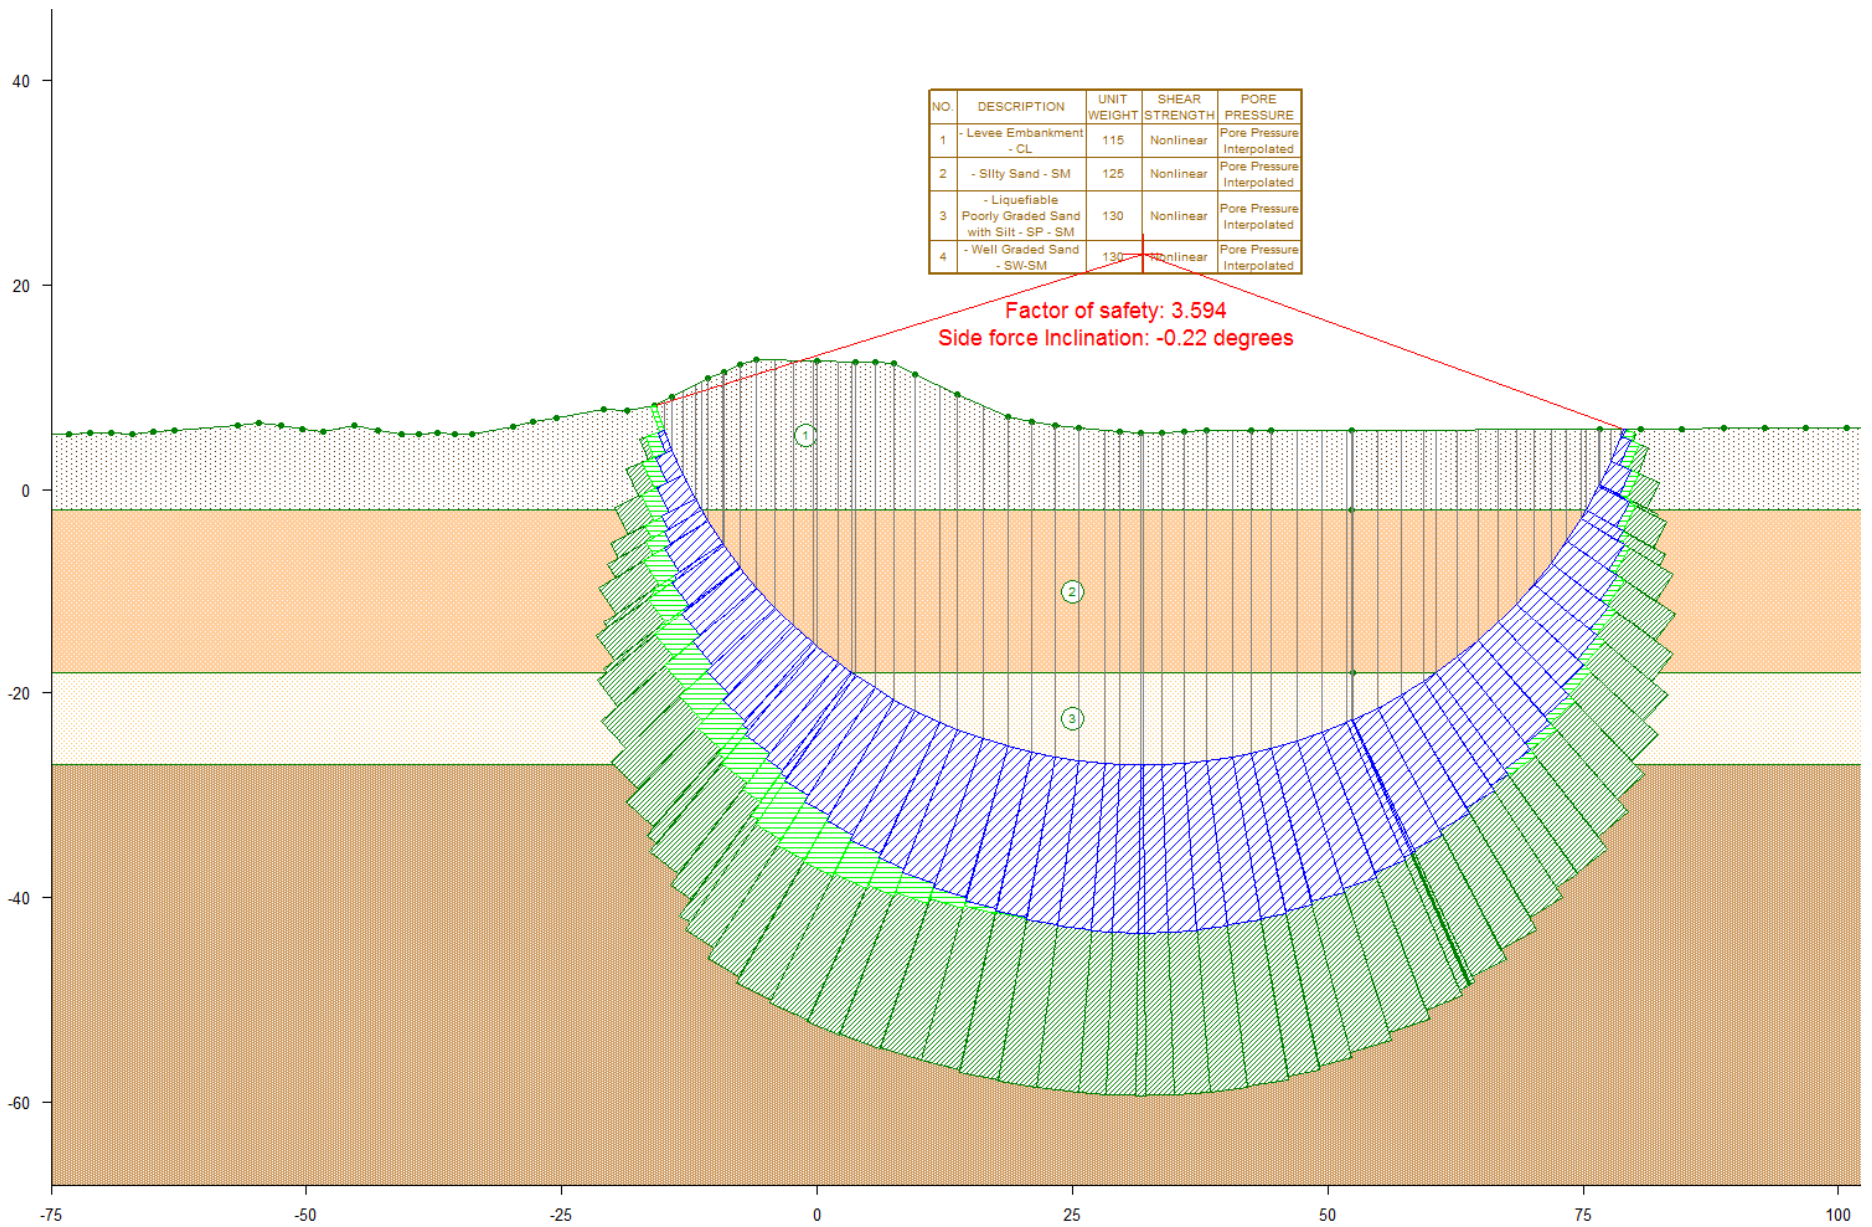 40
20
0
-20
-40
-60
-75
-50
-25
0
25
50
75
100
NO. DESCRIPTION UNIT WEIGHT SHEAR STRENGTH PORE PRESSURE
1 - Levee Embankment - CL 115 Nonlinear Pore Pressure Interpolated
2 - Silty Sand - SM 125 Nonlinear Pore Pressure Interpolated
3 - Liquefiable Poorly Graded Sand with Silt - SP - SM 130 Nonlinear Pore Pressure Interpolated
4 - Well Graded Sand - SW-SM 130 Nonlinear Pore Pressure Interpolated
Factor of safety: 3.594
Side force Inclination: -0.22 degrees
1
2
3